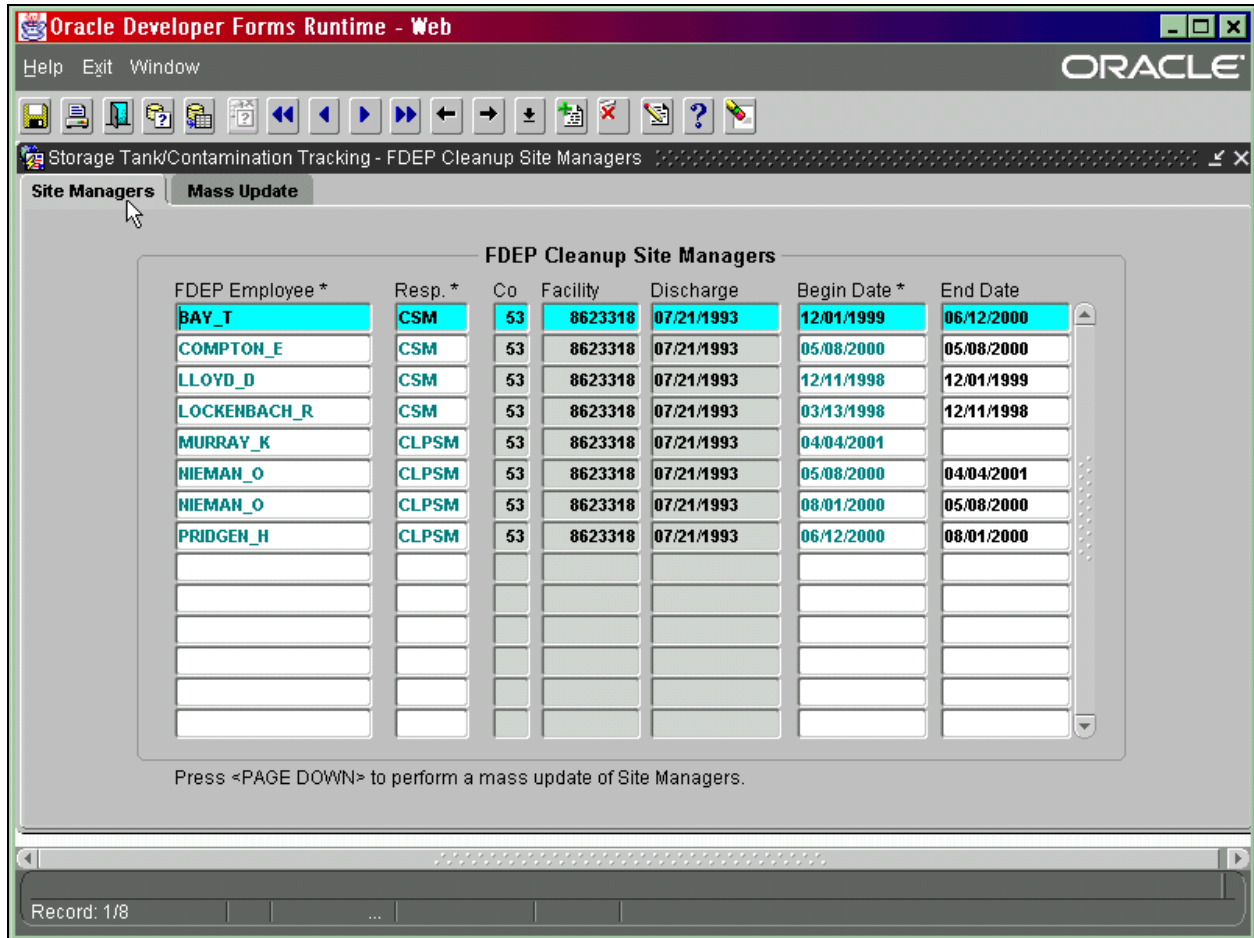 Oracle Developer Forms Runtime - Web
Help Exit Window ORACLE
Storage Tank/Contamination Tracking - FDEP Cleanup Site Managers
Site Managers Mass Update
FDEP Cleanup Site Managers
FDEP Employee * Resp. * Co Facility Discharge Begin Date * End Date
BAY_T CSM 53 8623318 07/21/1993 12/01/1999 06/12/2000
COMPTON_E CSM 53 8623318 07/21/1993 05/08/2000 05/08/2000
LLOYD_D CSM 53 8623318 07/21/1993 12/11/1998 12/01/1999
LOCKENBACH_R CSM 53 8623318 07/21/1993 03/13/1998 12/11/1998
MURRAY_K CLPSM 53 8623318 07/21/1993 04/04/2001
NIEMAN_O CLPSM 53 8623318 07/21/1993 05/08/2000 04/04/2001
NIEMAN_O CLPSM 53 8623318 07/21/1993 08/01/2000 05/08/2000
PRIDGEN_H CLPSM 53 8623318 07/21/1993 06/12/2000 08/01/2000
Press <PAGE DOWN> to perform a mass update of Site Managers.
Record: 1/8 ...